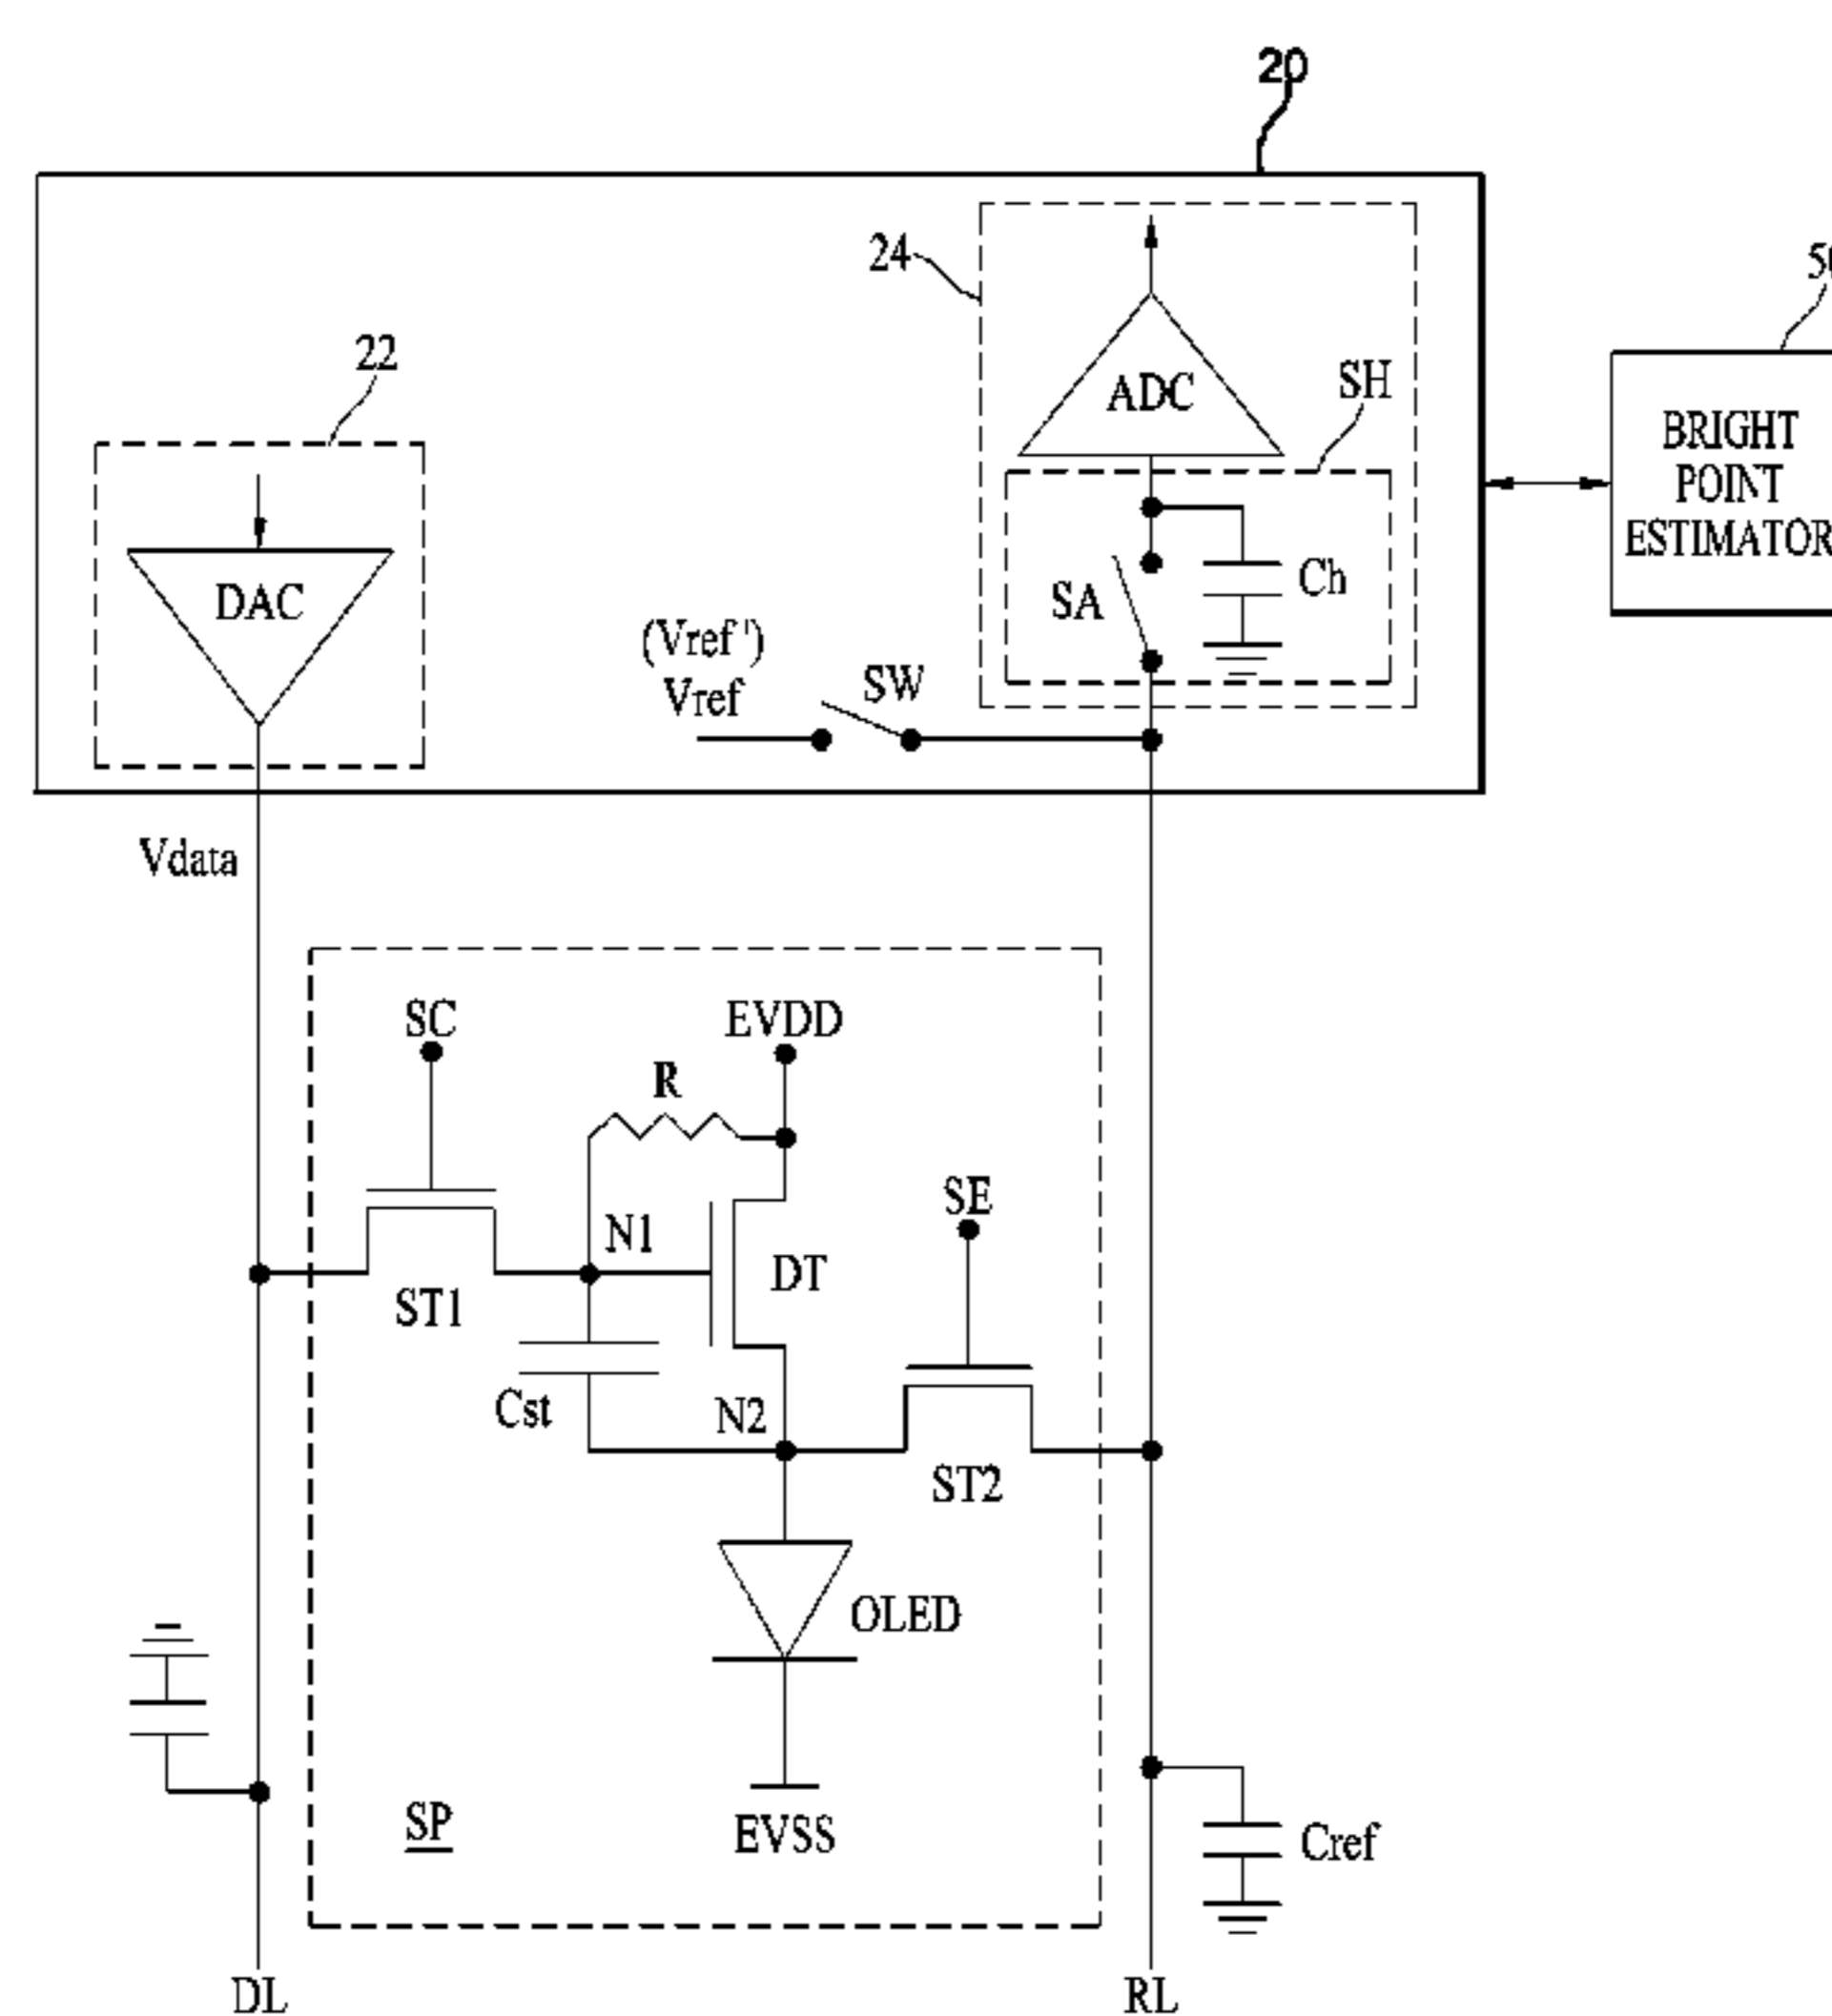 20
24
50
22
SH
ADC
BRIGHT
POINT
ESTIMATOR
DAC
SA
Ch
(Vref ')
Vref
SW
Vdata
SC
EVDD
R
SE
N1
DT
ST1
Cst
N2
ST2
OLED
SP
EVSS
Cref
DL
RL